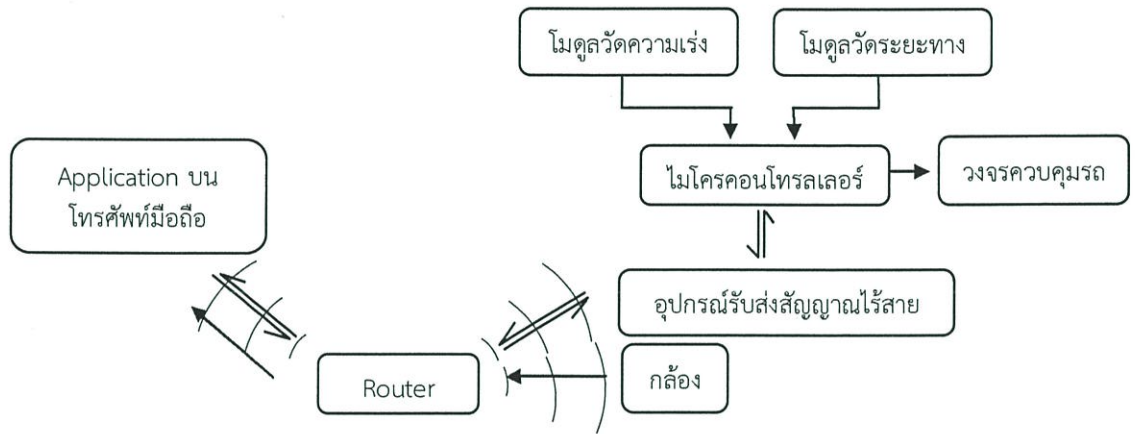 โมดูลวัดความเร่ง
โมดูลวัดระยะทาง
Application บน
โทรศัพท์มือถือ
ไมโครคอนโทรลเลอร์
วงจรควบคุมรถ
อุปกรณ์รับส่งสัญญาณไร้สาย
Router
กล้อง